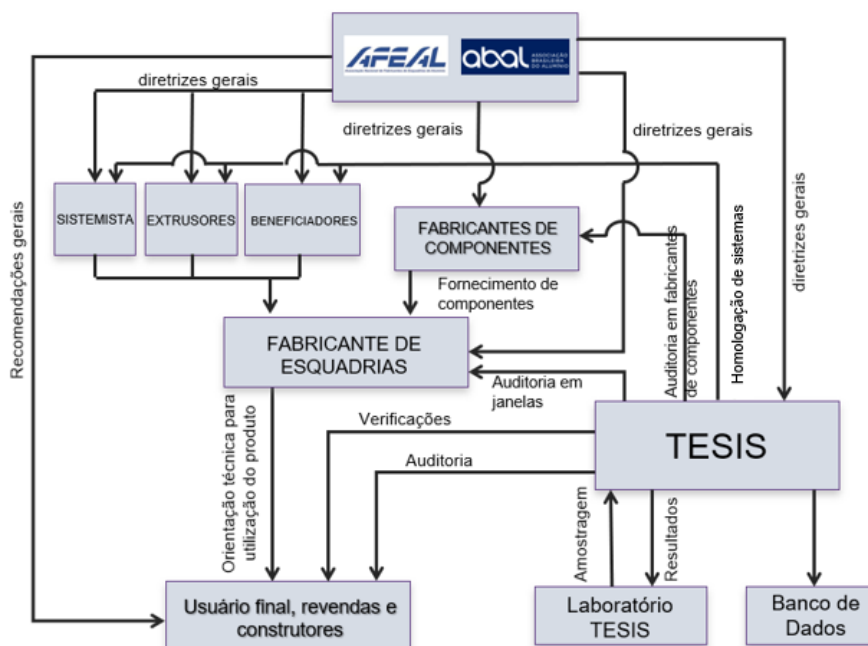 AFEAL
abal
ASSOCIAÇÃO
BRASILEIRA
DO ALUMÍNIO
diretrizes gerais
diretrizes gerais
diretrizes gerais
SISTEMISTA
EXTRUSORES
BENEFICIADORES
FABRICANTES DE
COMPONENTES
Recomendações gerais
diretrizes gerais
Homologação de sistemas
Auditoria em fabricantes
de componentes
Fornecimento de
componentes
FABRICANTE DE
ESQUADRIAS
Auditoria em
janelas
Orientação técnica para
utilização do produto
Verificações
Auditoria
TESIS
Amostragem
Resultados
Usuário final, revendas e
construtores
Laboratório
TESIS
Banco de
Dados